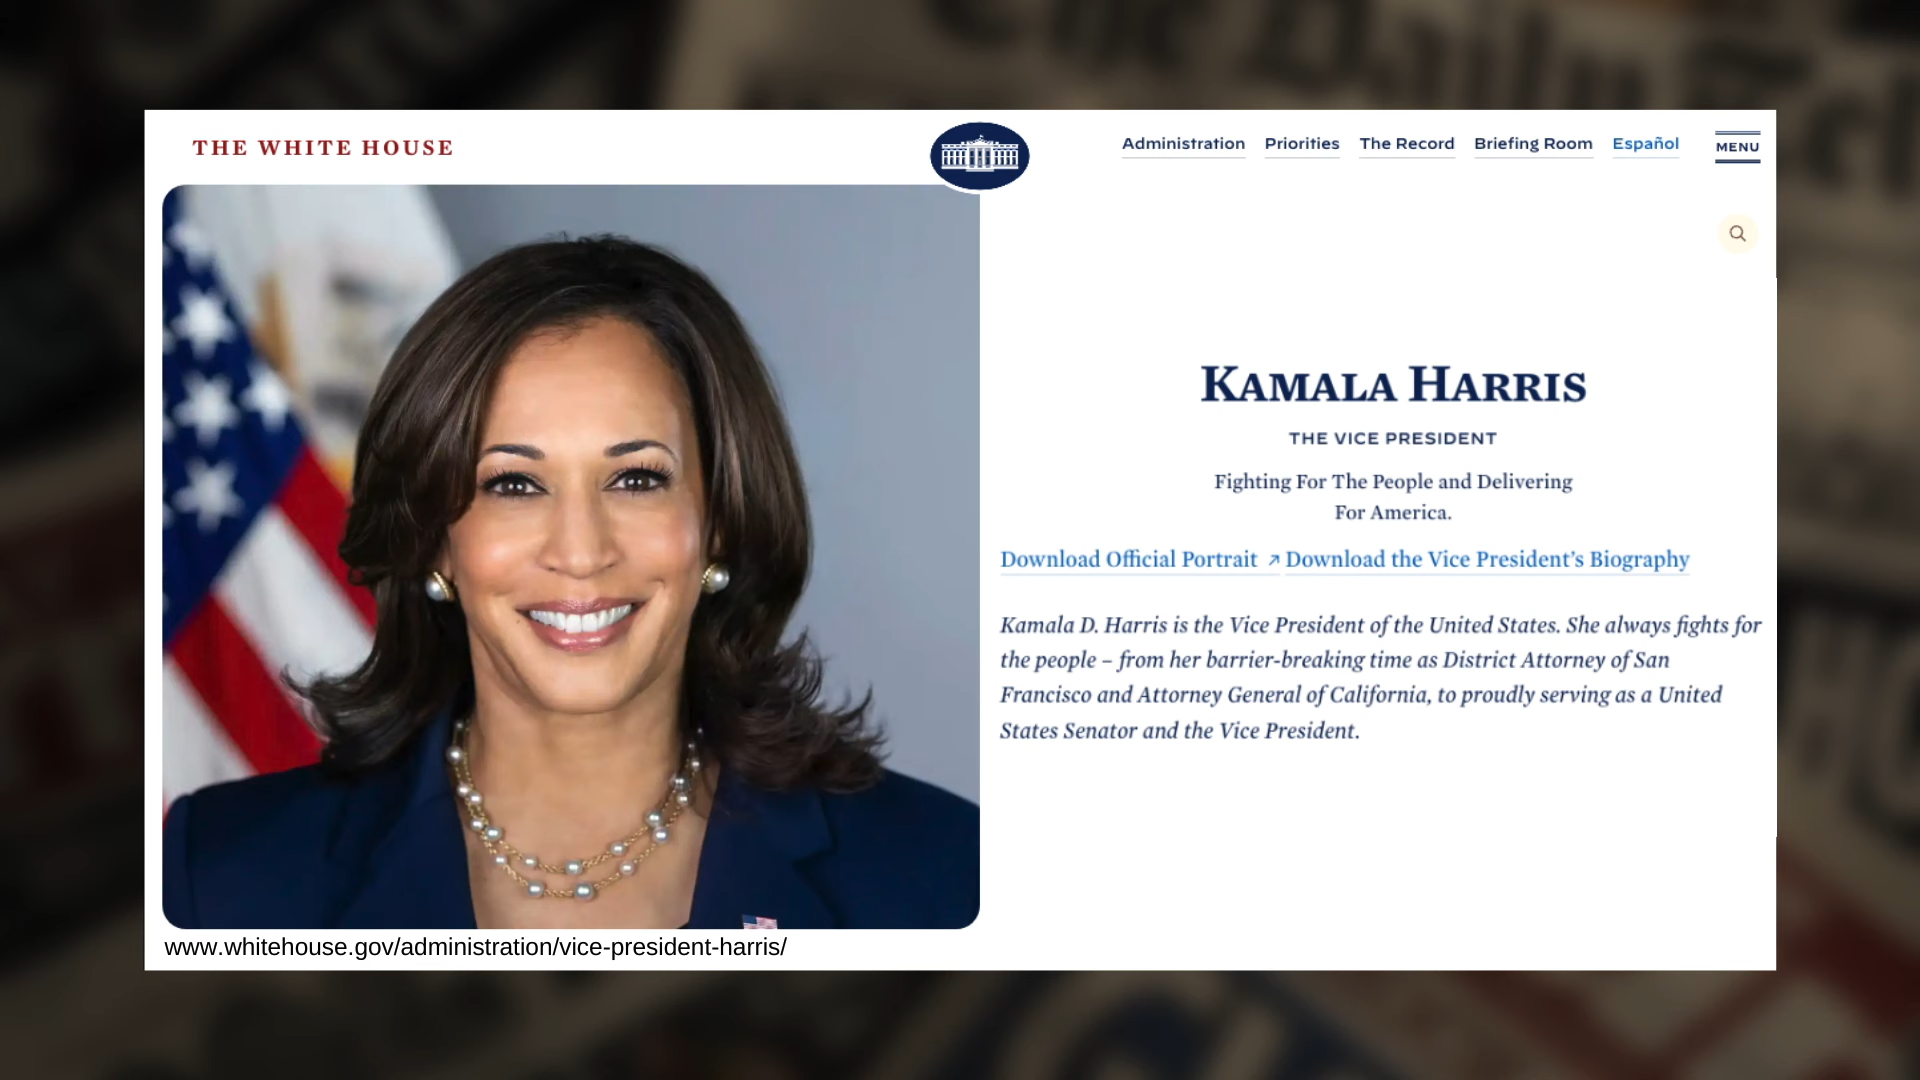 The Daily
THE WHITE HOUSE
Administration Priorities The Record Briefing Room Español MENU
KAMALA HARRIS
THE VICE PRESIDENT
Fighting For The People and Delivering
For America.
Download Official Portrait ↗ Download the Vice President’s Biography
Kamala D. Harris is the Vice President of the United States. She always fights for
the people – from her barrier-breaking time as District Attorney of San
Francisco and Attorney General of California, to proudly serving as a United
States Senator and the Vice President.
www.whitehouse.gov/administration/vice-president-harris/